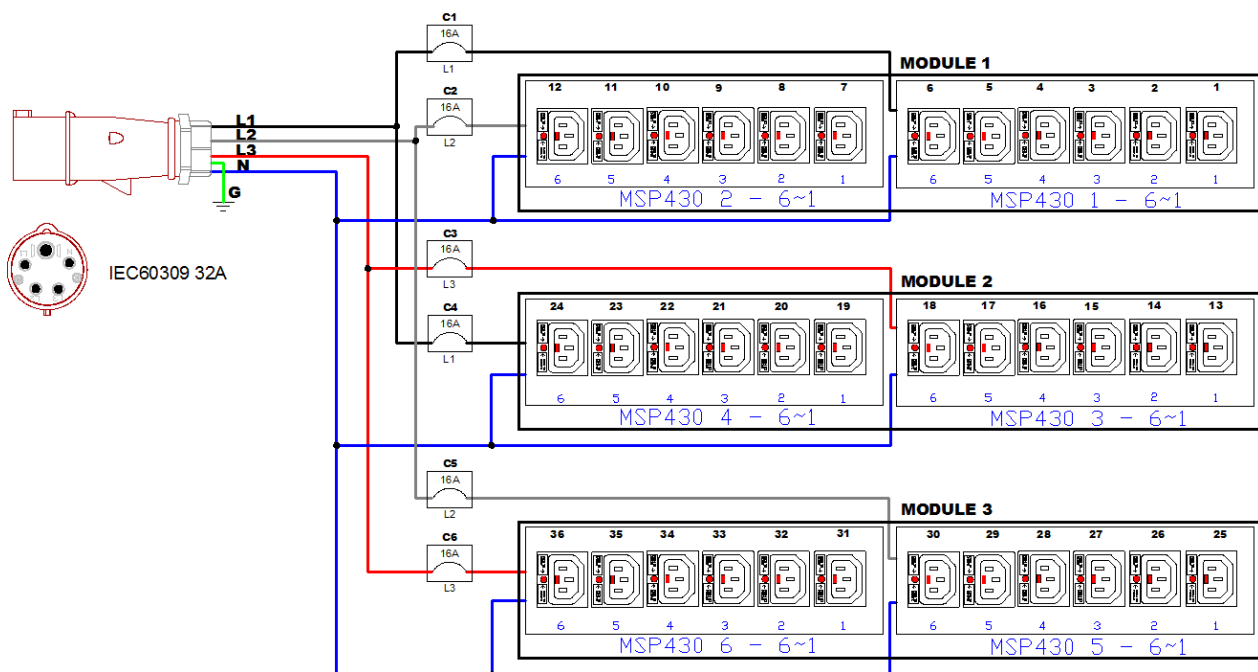 C1
16A
L1
MODULE 1
C2
16A
L2
12 11 10 9 8 7
6 5 4 3 2 1
6 5 4 3 2 1
6 5 4 3 2 1
MSP430 2 - 6~1
MSP430 1 - 6~1
L1
L2
L3
N
G
IEC60309 32A
C3
16A
L3
MODULE 2
C4
16A
L1
24 23 22 21 20 19
18 17 16 15 14 13
6 5 4 3 2 1
6 5 4 3 2 1
MSP430 4 - 6~1
MSP430 3 - 6~1
C5
16A
L2
MODULE 3
C6
16A
L3
36 35 34 33 32 31
30 29 28 27 26 25
6 5 4 3 2 1
6 5 4 3 2 1
MSP430 6 - 6~1
MSP430 5 - 6~1